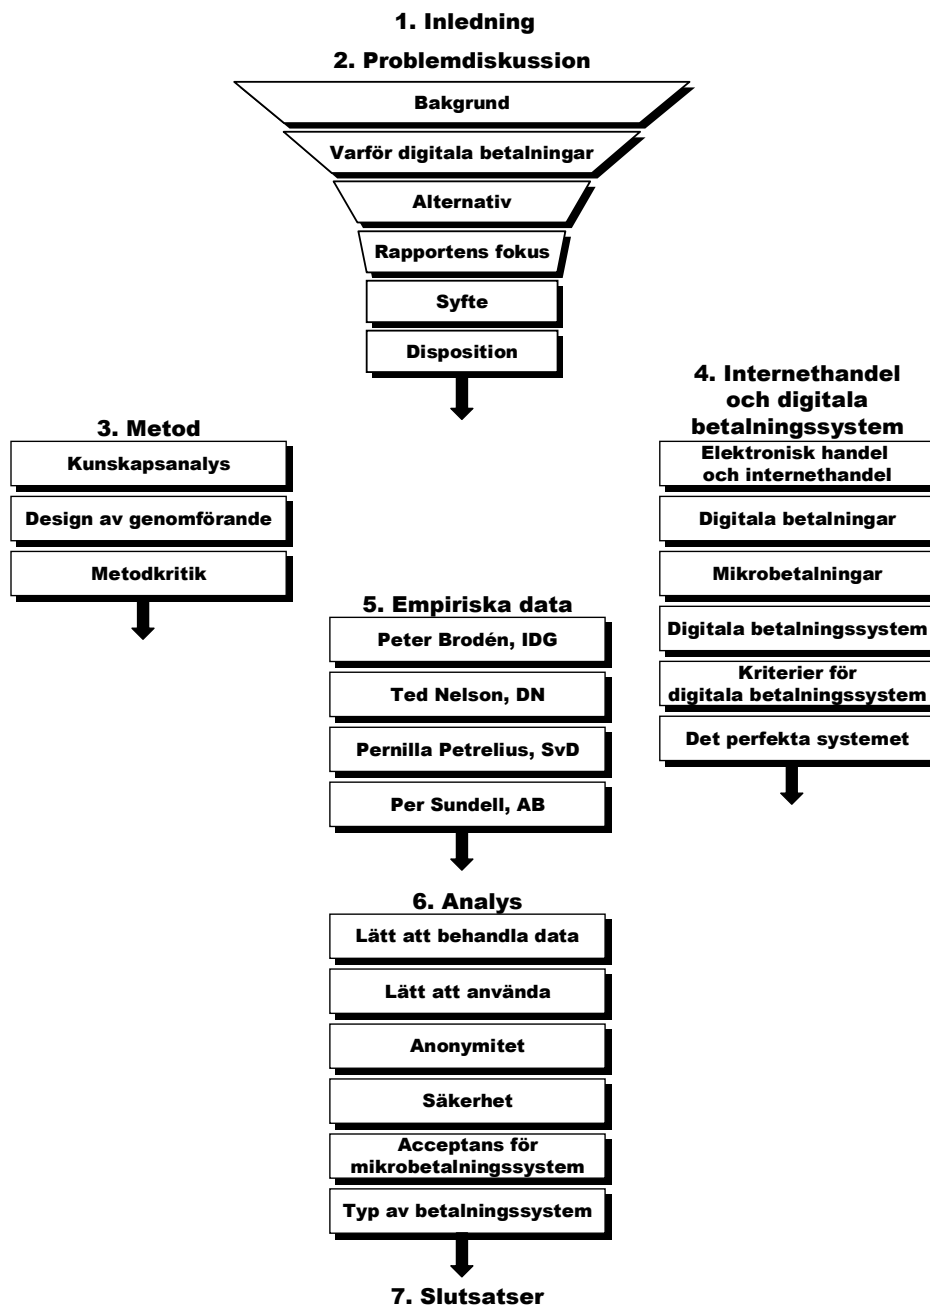 1. Inledning
2. Problemdiskussion
Bakgrund
Varför digitala betalningar
Alternativ
Rapportens fokus
Syfte
Disposition
3. Metod
Kunskapsanalys
Design av genomförande
Metodkritik
4. Internethandel
och digitala
betalningssystem
Elektronisk handel
och internethandel
Digitala betalningar
Mikrobetalningar
Digitala betalningssystem
Kriterier för
digitala betalningssystem
Det perfekta systemet
5. Empiriska data
Peter Brodén, IDG
Ted Nelson, DN
Pernilla Petrelius, SvD
Per Sundell, AB
6. Analys
Lätt att behandla data
Lätt att använda
Anonymitet
Säkerhet
Acceptans för
mikrobetalningssystem
Typ av betalningssystem
7. Slutsatser